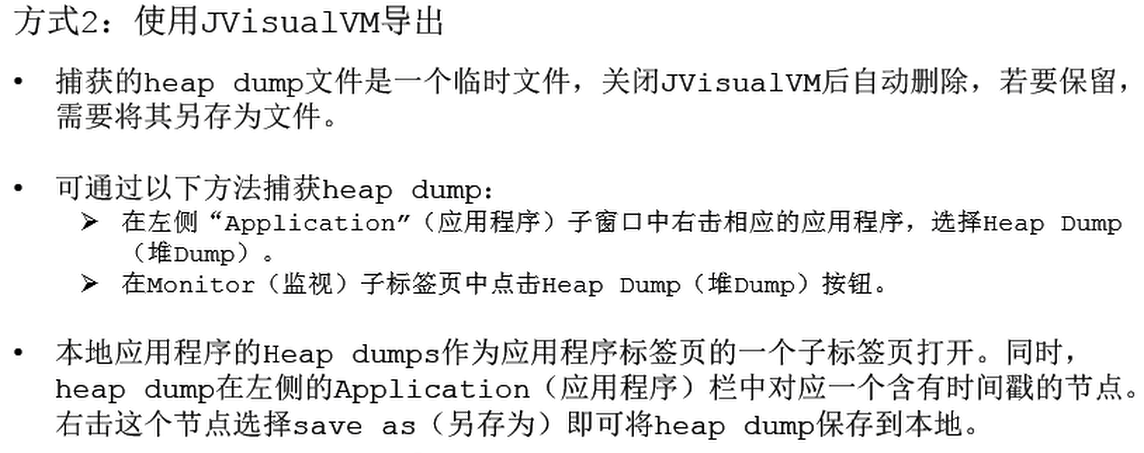 方式2：使用JVisualVM导出
• 捕获的heap dump文件是一个临时文件，关闭JVisualVM后自动删除，若要保留，
需要将其另存为文件。
• 可通过以下方法捕获heap dump：
➢ 在左侧“Application”（应用程序）子窗口中右击相应的应用程序，选择Heap Dump
（堆Dump）。
➢ 在Monitor（监视）子标签页中点击Heap Dump（堆Dump）按钮。
• 本地应用程序的Heap dumps作为应用程序标签页的一个子标签页打开。同时，
heap dump在左侧的Application（应用程序）栏中对应一个含有时间戳的节点。
右击这个节点选择save as（另存为）即可将heap dump保存到本地。